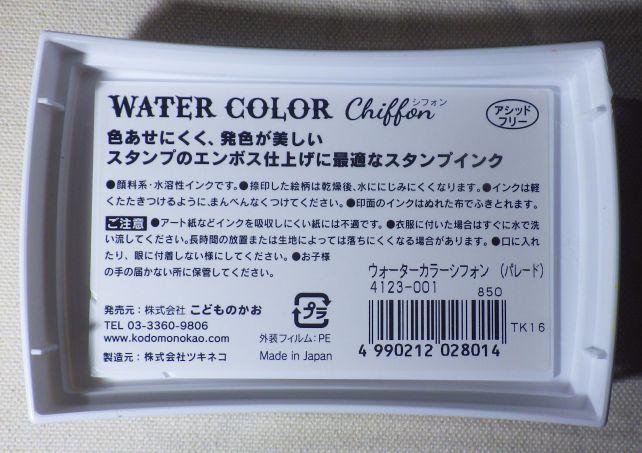 WATER COLOR Chiffon シフォン
アシッド
フリー
色あせにくく、発色が美しい
スタンプのエンボス仕上げに最適なスタンプインク
●顔料系・水溶性インクです。●捺印した絵柄は乾燥後、水ににじみにくくなります。●インクは軽
くたたきつけるように、まんべんなくつけてください。●印面のインクはぬれた布でふきとれます。
ご注意 ●アート紙などインクを吸収しにくい紙には不適です。●衣服に付いた場合はすぐに水で洗
い流してください。長時間の放置または生地によっては落ちにくくなる場合があります。●口に入れ
たり、眼に付着しない様にしてください。●お子様
の手の届かない所に保管してください。
ウォーターカラーシフォン （パレード）
4123-001 850
発売元：株式会社 こどものかお
TEL 03-3360-9806
www.kodomonokao.com
製造元：株式会社ツキネコ
プラ
外装フィルム：PE
Made in Japan
TK16
4 990212 028014